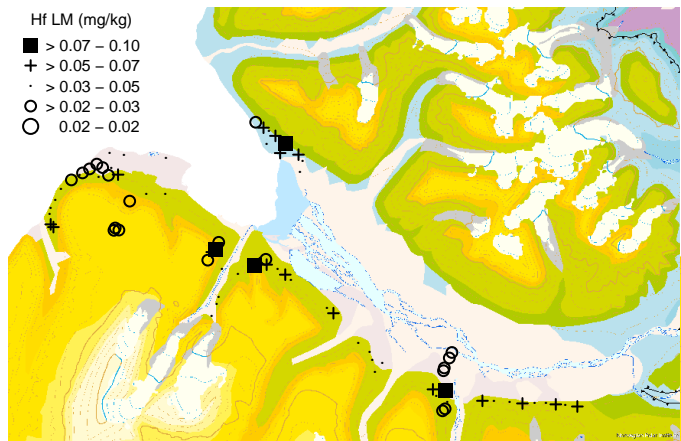 Hf LM (mg/kg)
> 0.07 – 0.10
> 0.05 – 0.07
> 0.03 – 0.05
> 0.02 – 0.03
0.02 – 0.02